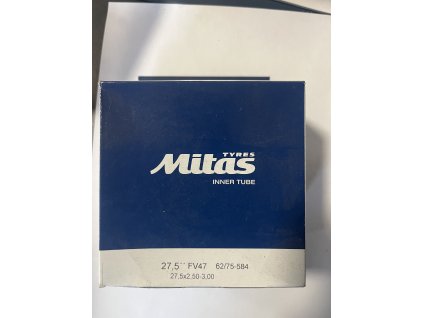 TYRES
Mitas
INNER TUBE
27,5'' FV47 62/75-584
27,5x2.50-3.00